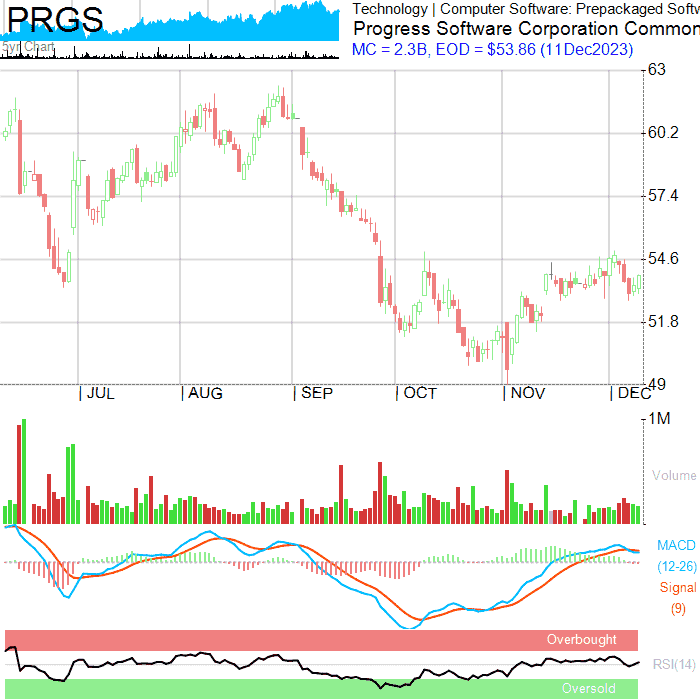 PRGS
5yr Chart
Technology | Computer Software: Prepackaged Softw
Progress Software Corporation Common
MC = 2.3B, EOD = $53.86 (11Dec2023)
63
60.2
57.4
54.6
51.8
49
| JUL | AUG | SEP | OCT | NOV | DEC
1M
Volume
MACD
(12-26)
Signal
(9)
Overbought
RSI(14)
Oversold